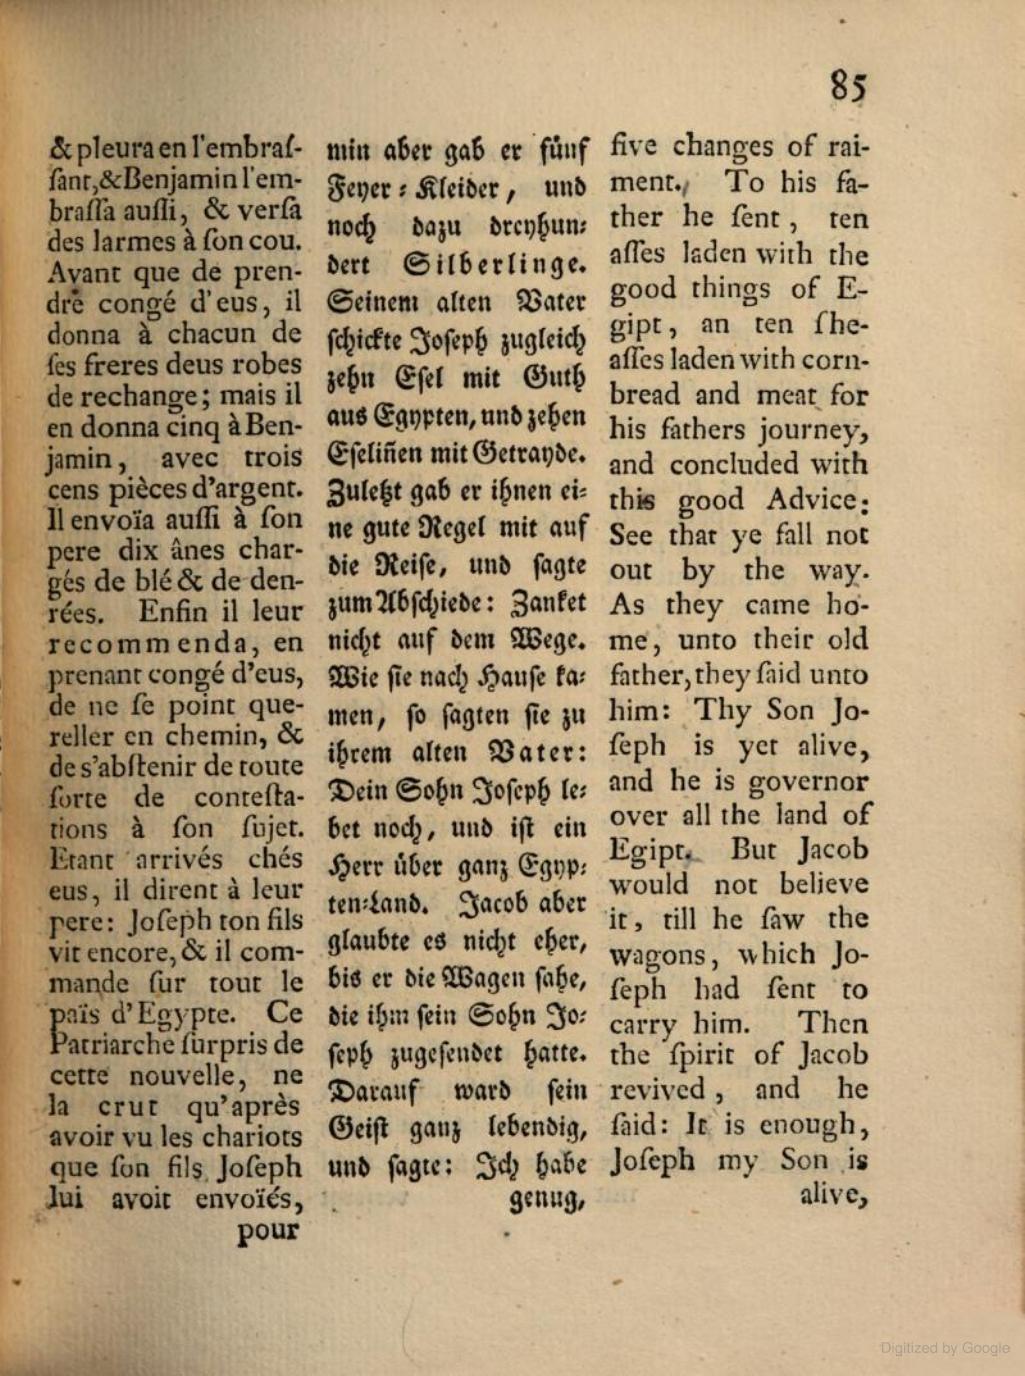 85
& pleura en l'embraſ-
ſant, & Benjamin l'em-
braſſa auſſi, & verſa
des larmes à ſon cou.
Avant que de pren-
dre congé d'eus, il
donna à chacun de
ſes freres deus robes
de rechange; mais il
en donna cinq à Ben-
jamin, avec trois
cens pièces d'argent.
Il envoïa auſſi à ſon
pere dix ânes char-
gés de blé & de den-
rées. Enfin il leur
recommenda, en
prenant congé d'eus,
de ne ſe point que-
reller en chemin, &
de s'abſtenir de toute
ſorte de conteſta-
tions à ſon ſujet.
Etant arrivés chés
eus, il dirent à leur
pere: Joſeph ton fils
vit encore, & il com-
mande ſur tout le
païs d'Egypte. Ce
Patriarche ſurpris de
cette nouvelle, ne
la crut qu'après
avoir vu les chariots
que ſon fils Joſeph
lui avoit envoïés,
pour
min aber gab er fünf
Feyer-Kleider, und
noch dazu dreyhun-
dert Silberlinge.
Seinem alten Vater
ſchickte Joſeph zugleich
zehn Eſel mit Guth
aus Egypten, und zehen
Eſelin̄en mit Getrayde.
Zuletzt gab er ihnen ei-
ne gute Regel mit auf
die Reiſe, und ſagte
zum Abſchiede: Zanket
nicht auf dem Wege.
Wie ſie nach Hauſe ka-
men, ſo ſagten ſie zu
ihrem alten Vater:
Dein Sohn Joſeph le-
bet noch, und iſt ein
Herr über ganz Egyp-
ten-Land. Jacob aber
glaubte es nicht eher,
bis er die Wagen ſahe,
die ihm ſein Sohn Jo-
ſeph zugeſendet hatte.
Darauf ward ſein
Geiſt ganz lebendig,
und ſagte: Ich habe
genug,
five changes of rai-
ment. To his fa-
ther he ſent, ten
aſſes laden with the
good things of E-
gipt, an ten ſhe-
aſſes laden with corn-
bread and meat for
his fathers journey,
and concluded with
this good Advice:
See that ye fall not
out by the way.
As they came ho-
me, unto their old
father, they ſaid unto
him: Thy Son Jo-
ſeph is yet alive,
and he is governor
over all the land of
Egipt. But Jacob
would not believe
it, till he ſaw the
wagons, which Jo-
ſeph had ſent to
carry him. Then
the ſpirit of Jacob
revived, and he
ſaid: It is enough,
Joſeph my Son is
alive,
Digitized by Google